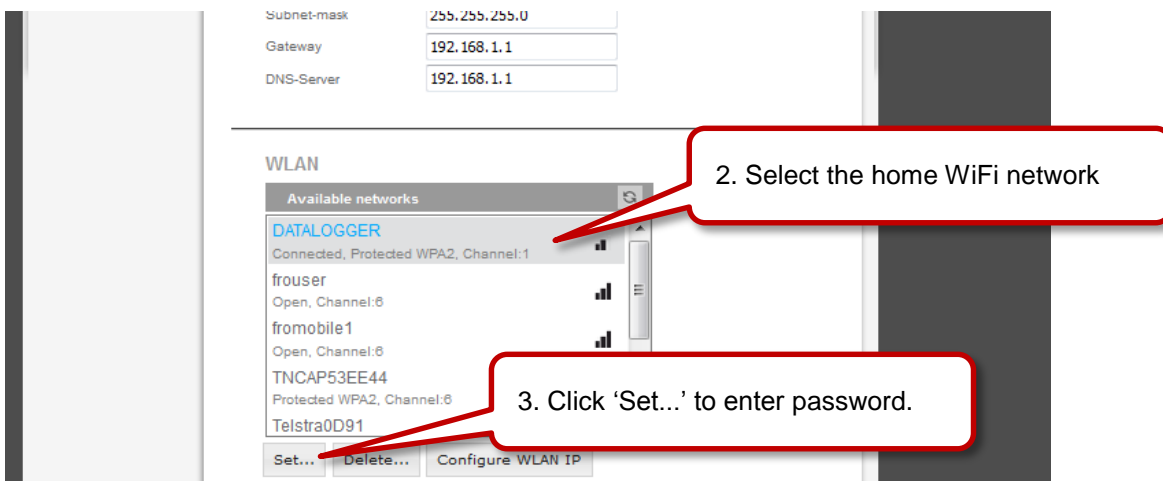 Subnet-mask 255.255.255.0
Gateway 192.168.1.1
DNS-Server 192.168.1.1
WLAN
2. Select the home WiFi network
Available networks
DATALOGGER
Connected, Protected WPA2, Channel:1
frouser
Open, Channel:6
fromobile1
Open, Channel:6
TNCAP53EE44
Protected WPA2, Channel:6
3. Click ‘Set...’ to enter password.
Telstra0D91
Set... Delete... Configure WLAN IP